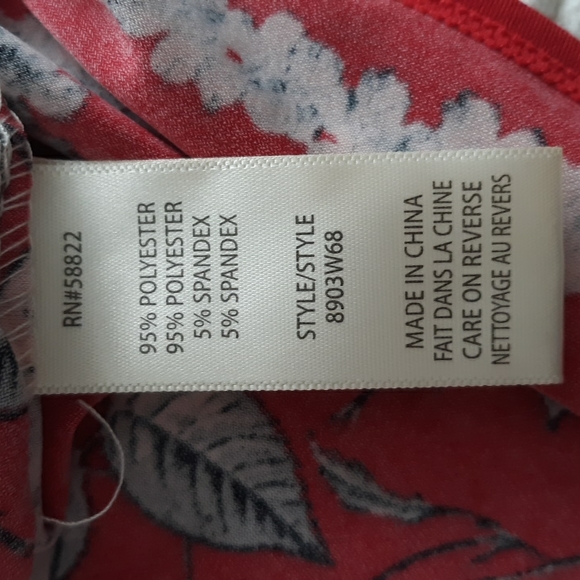 RN#58822
95% POLYESTER
95% POLYESTER
5% SPANDEX
5% SPANDEX
STYLE/STYLE
8903W68
MADE IN CHINA
FAIT DANS LA CHINE
CARE ON REVERSE
NETTOYAGE AU REVERS